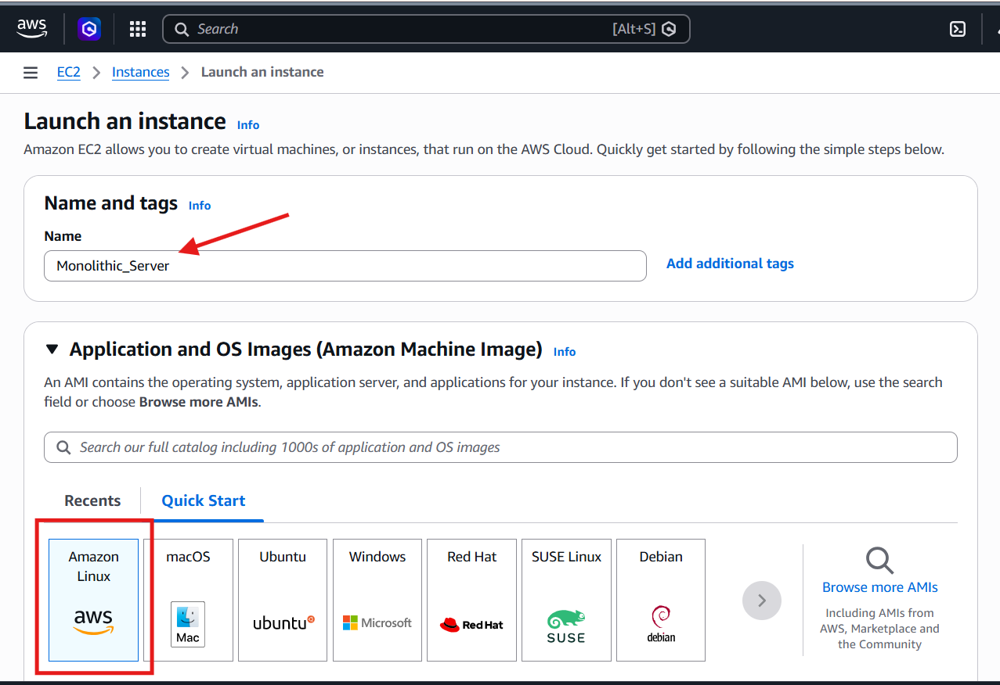 aws
Search [Alt+S]
EC2 Instances Launch an instance
Launch an instance Info
Amazon EC2 allows you to create virtual machines, or instances, that run on the AWS Cloud. Quickly get started by following the simple steps below.
Name and tags Info
Name
Monolithic_Server
Add additional tags
Application and OS Images (Amazon Machine Image) Info
An AMI contains the operating system, application server, and applications for your instance. If you don't see a suitable AMI below, use the search
field or choose Browse more AMIs.
Search our full catalog including 1000s of application and OS images
Recents
Quick Start
Amazon
Linux
aws
macOS
Mac
Ubuntu
ubuntu
Windows
Microsoft
Red Hat
Red Hat
SUSE Linux
SUSE
Debian
debian
Browse more AMIs
Including AMIs from
AWS, Marketplace and
the Community